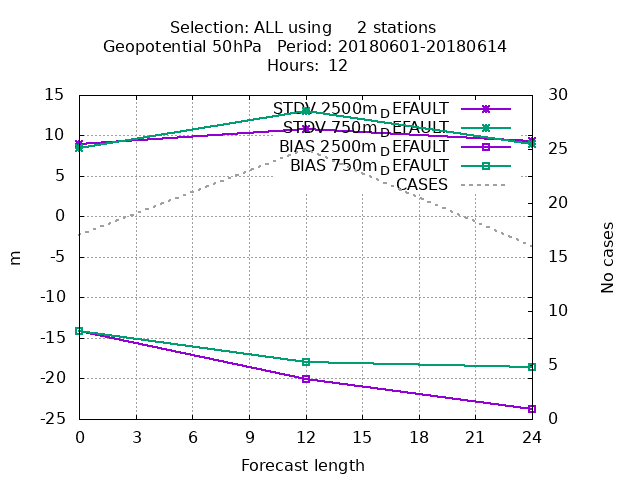 Selection: ALL using 2 stations
Geopotential 50hPa Period: 20180601-20180614
Hours: 12
15 30
STDV 2500m_DEFAULT
STDV 750m_DEFAULT
BIAS 2500m_DEFAULT
BIAS 750m_DEFAULT
CASES
10 25
5 20
0
-5 15
-10 10
-15
-20 5
-25 0
m
No cases
0 3 6 9 12 15 18 21 24
Forecast length